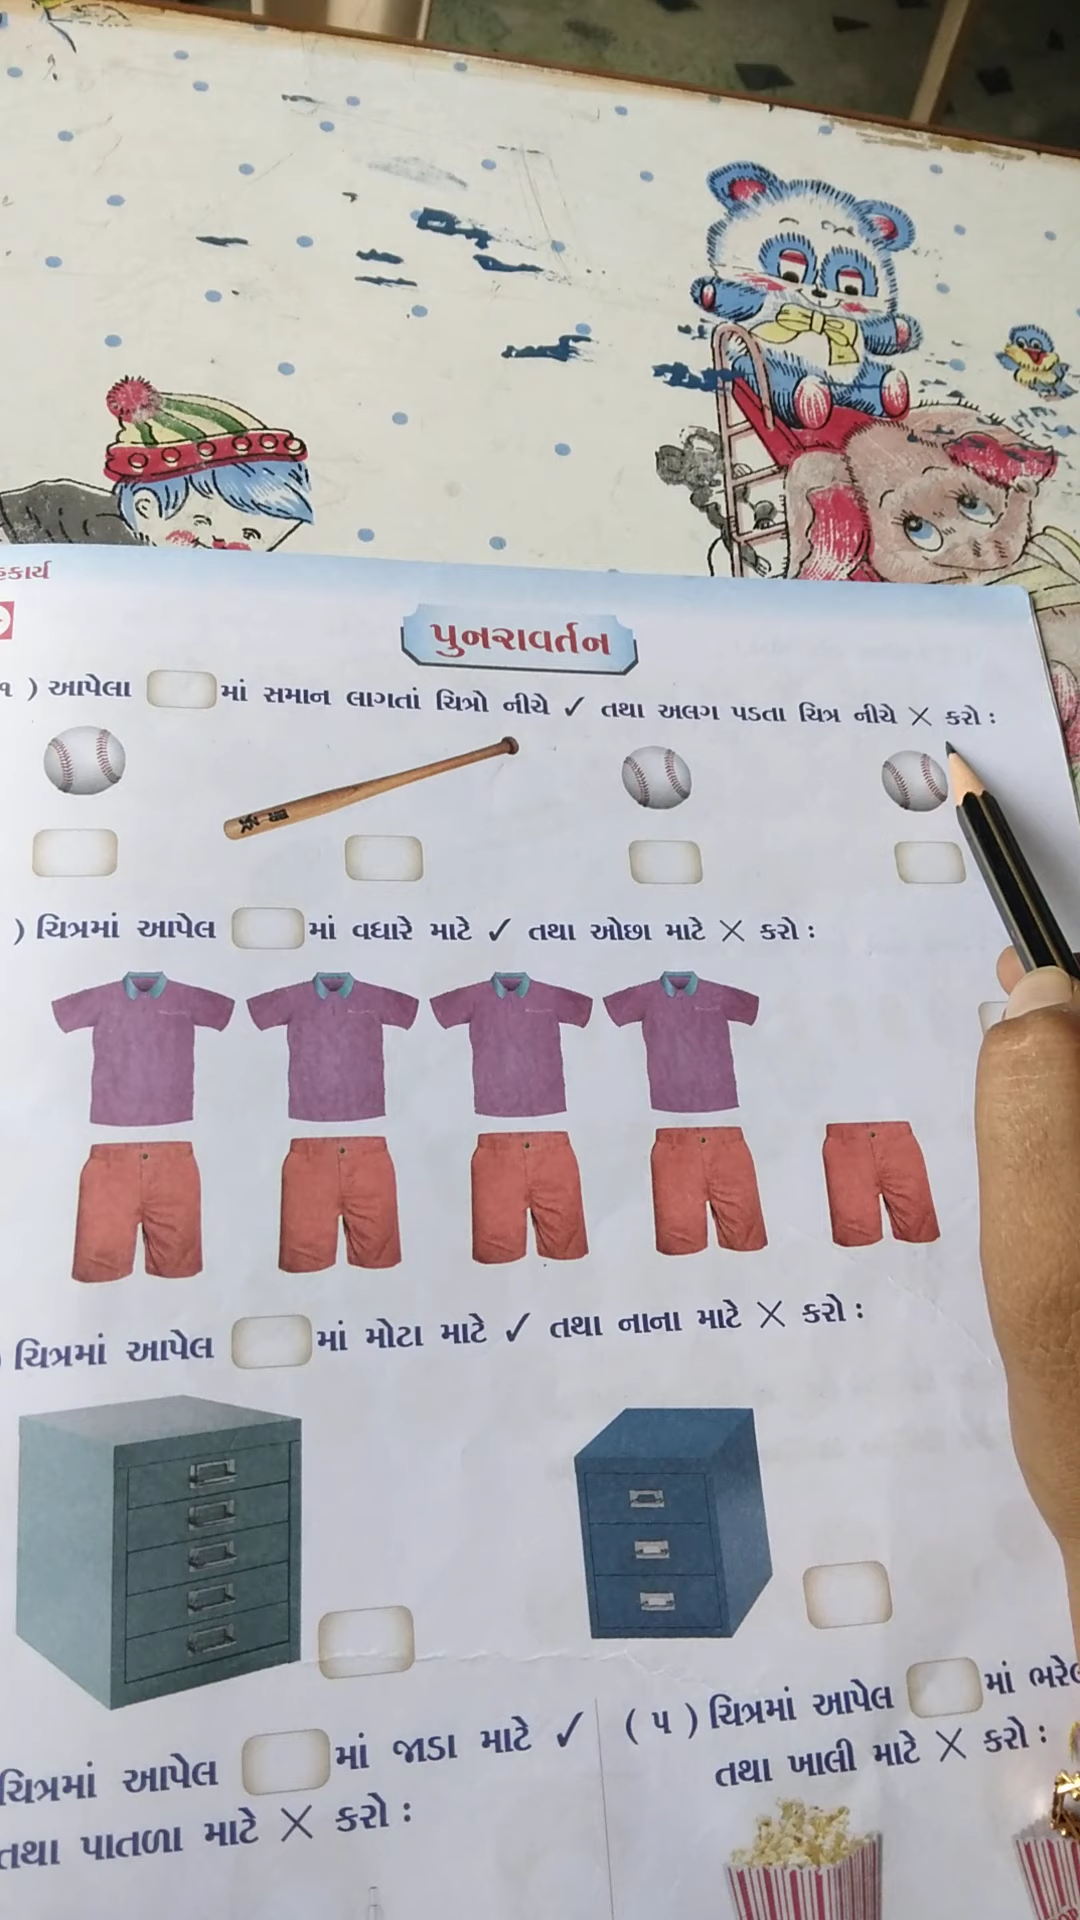 પુનરાવર્તન
૧ ) આપેલા માં સમાન લાગતાં ચિત્રો નીચે ✓ તથા અલગ પડતા ચિત્ર નીચે ✗ કરો :
) ચિત્રમાં આપેલ માં વધારે માટે ✓ તથા ઓછા માટે ✗ કરો :
ચિત્રમાં આપેલ માં મોટા માટે ✓ તથા નાના માટે ✗ કરો :
ચિત્રમાં આપેલ માં જાડા માટે ✓
તથા પાતળા માટે ✗ કરો :
( ૫ ) ચિત્રમાં આપેલ માં
તથા ખાલી માટે ✗ કરો :